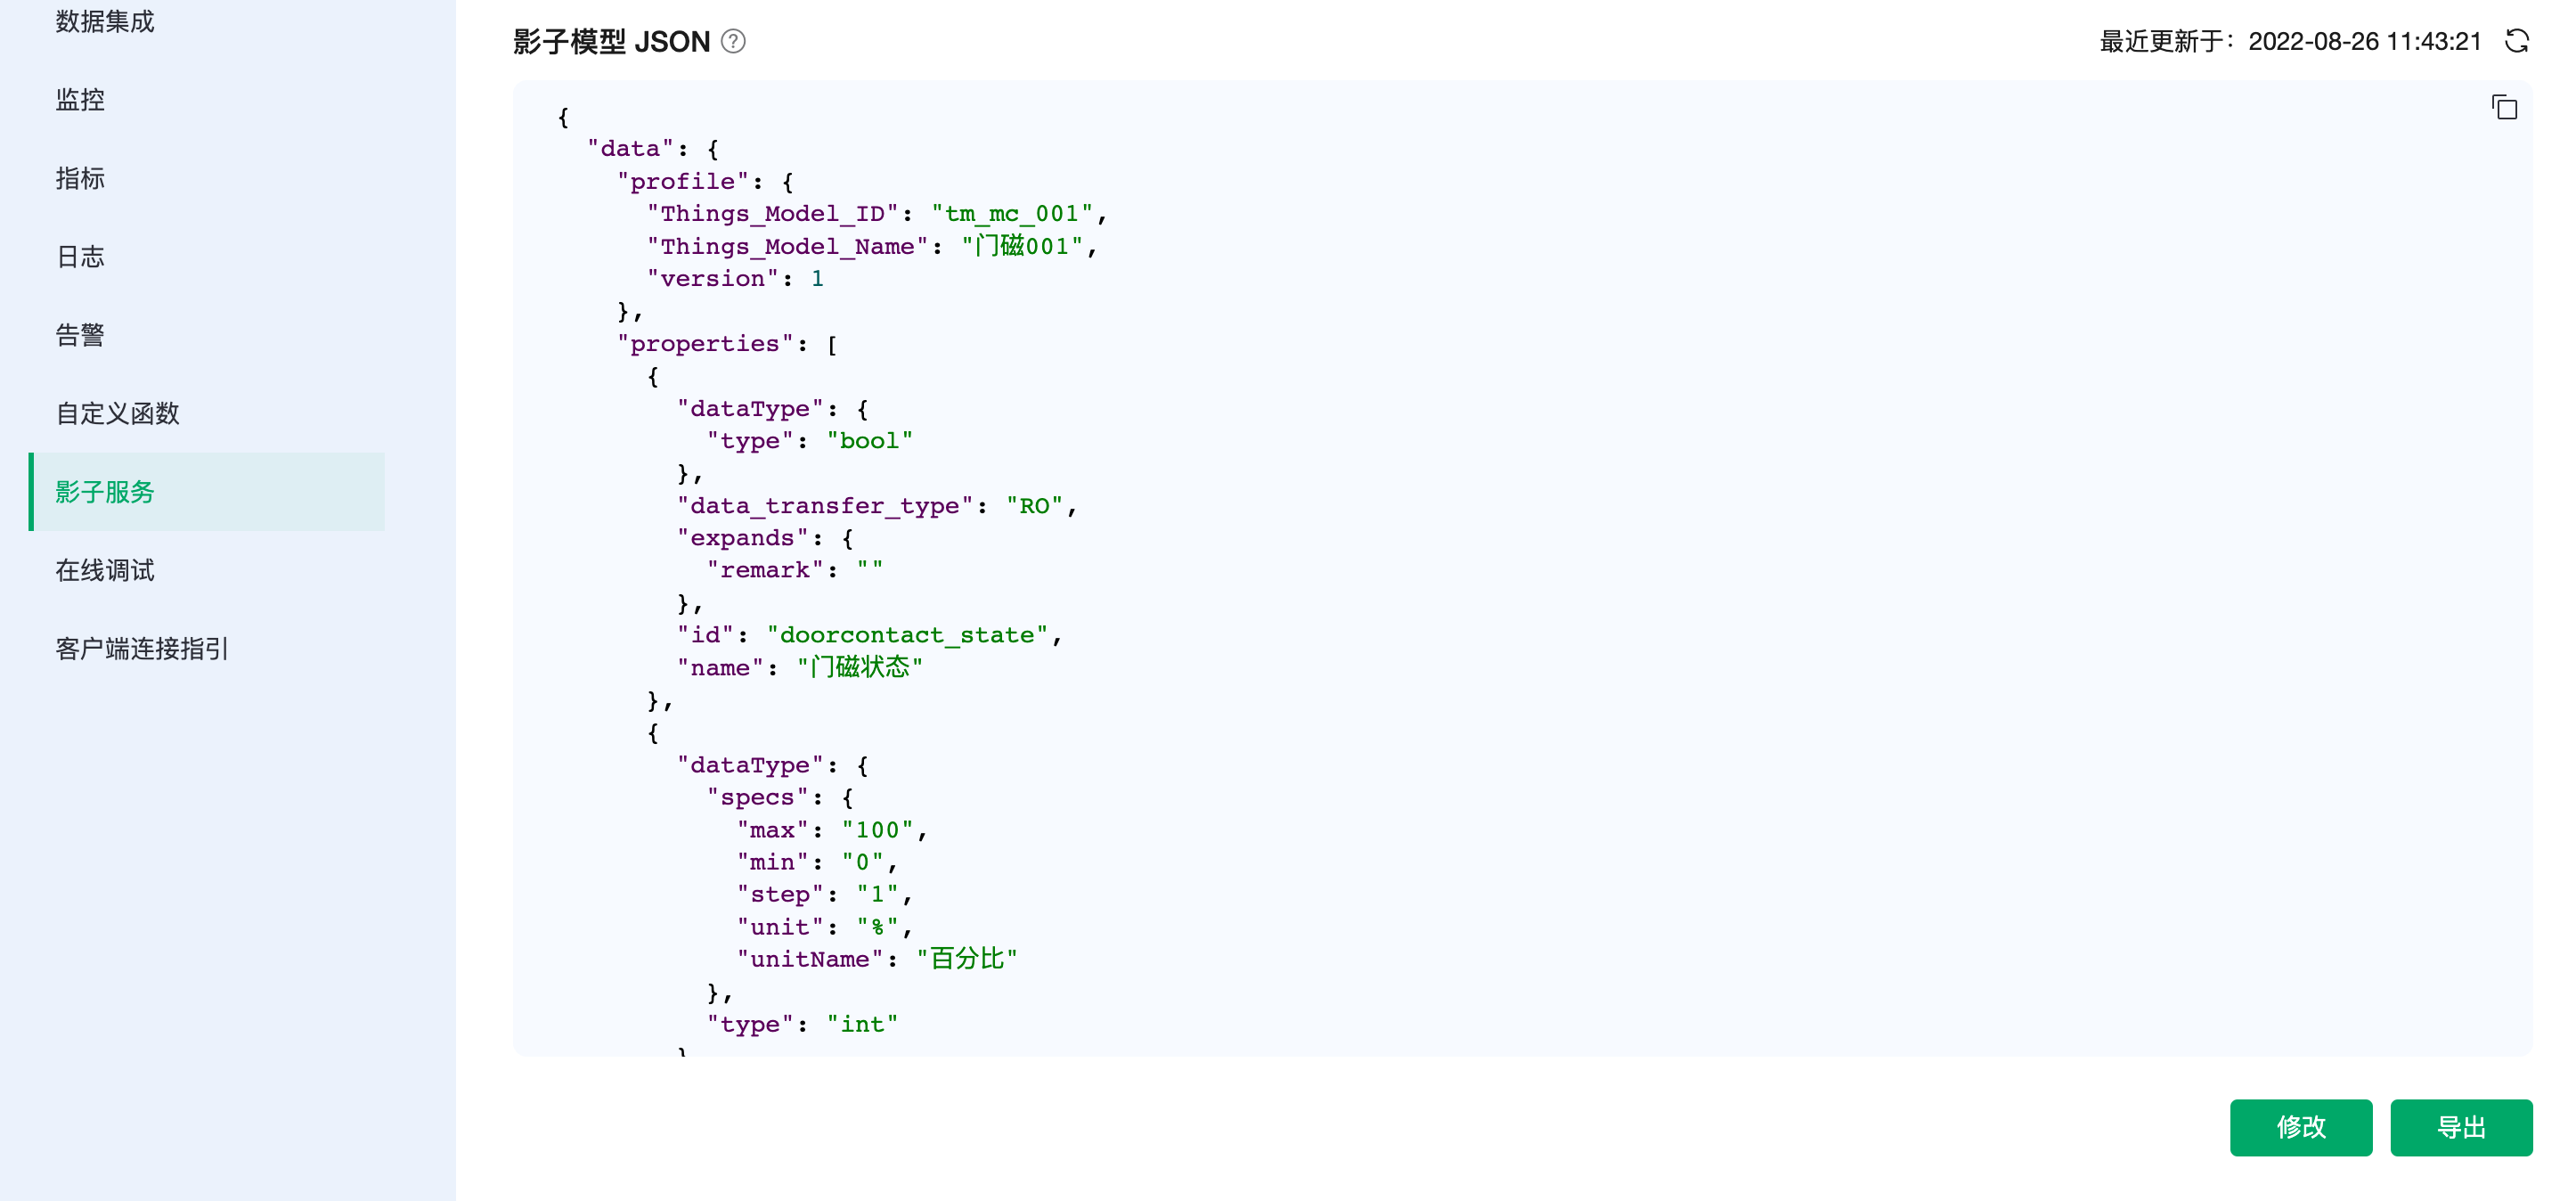 数据集成
监控
指标
日志
告警
自定义函数
影子服务
在线调试
客户端连接指引
影子模型 JSON ?
最近更新于：2022-08-26 11:43:21
{
  "data": {
    "profile": {
      "Things_Model_ID": "tm_mc_001",
      "Things_Model_Name": "门磁001",
      "version": 1
    },
    "properties": [
      {
        "dataType": {
          "type": "bool"
        },
        "data_transfer_type": "RO",
        "expands": {
          "remark": ""
        },
        "id": "doorcontact_state",
        "name": "门磁状态"
      },
      {
        "dataType": {
          "specs": {
            "max": "100",
            "min": "0",
            "step": "1",
            "unit": "%",
            "unitName": "百分比"
          },
          "type": "int"
        }
修改
导出